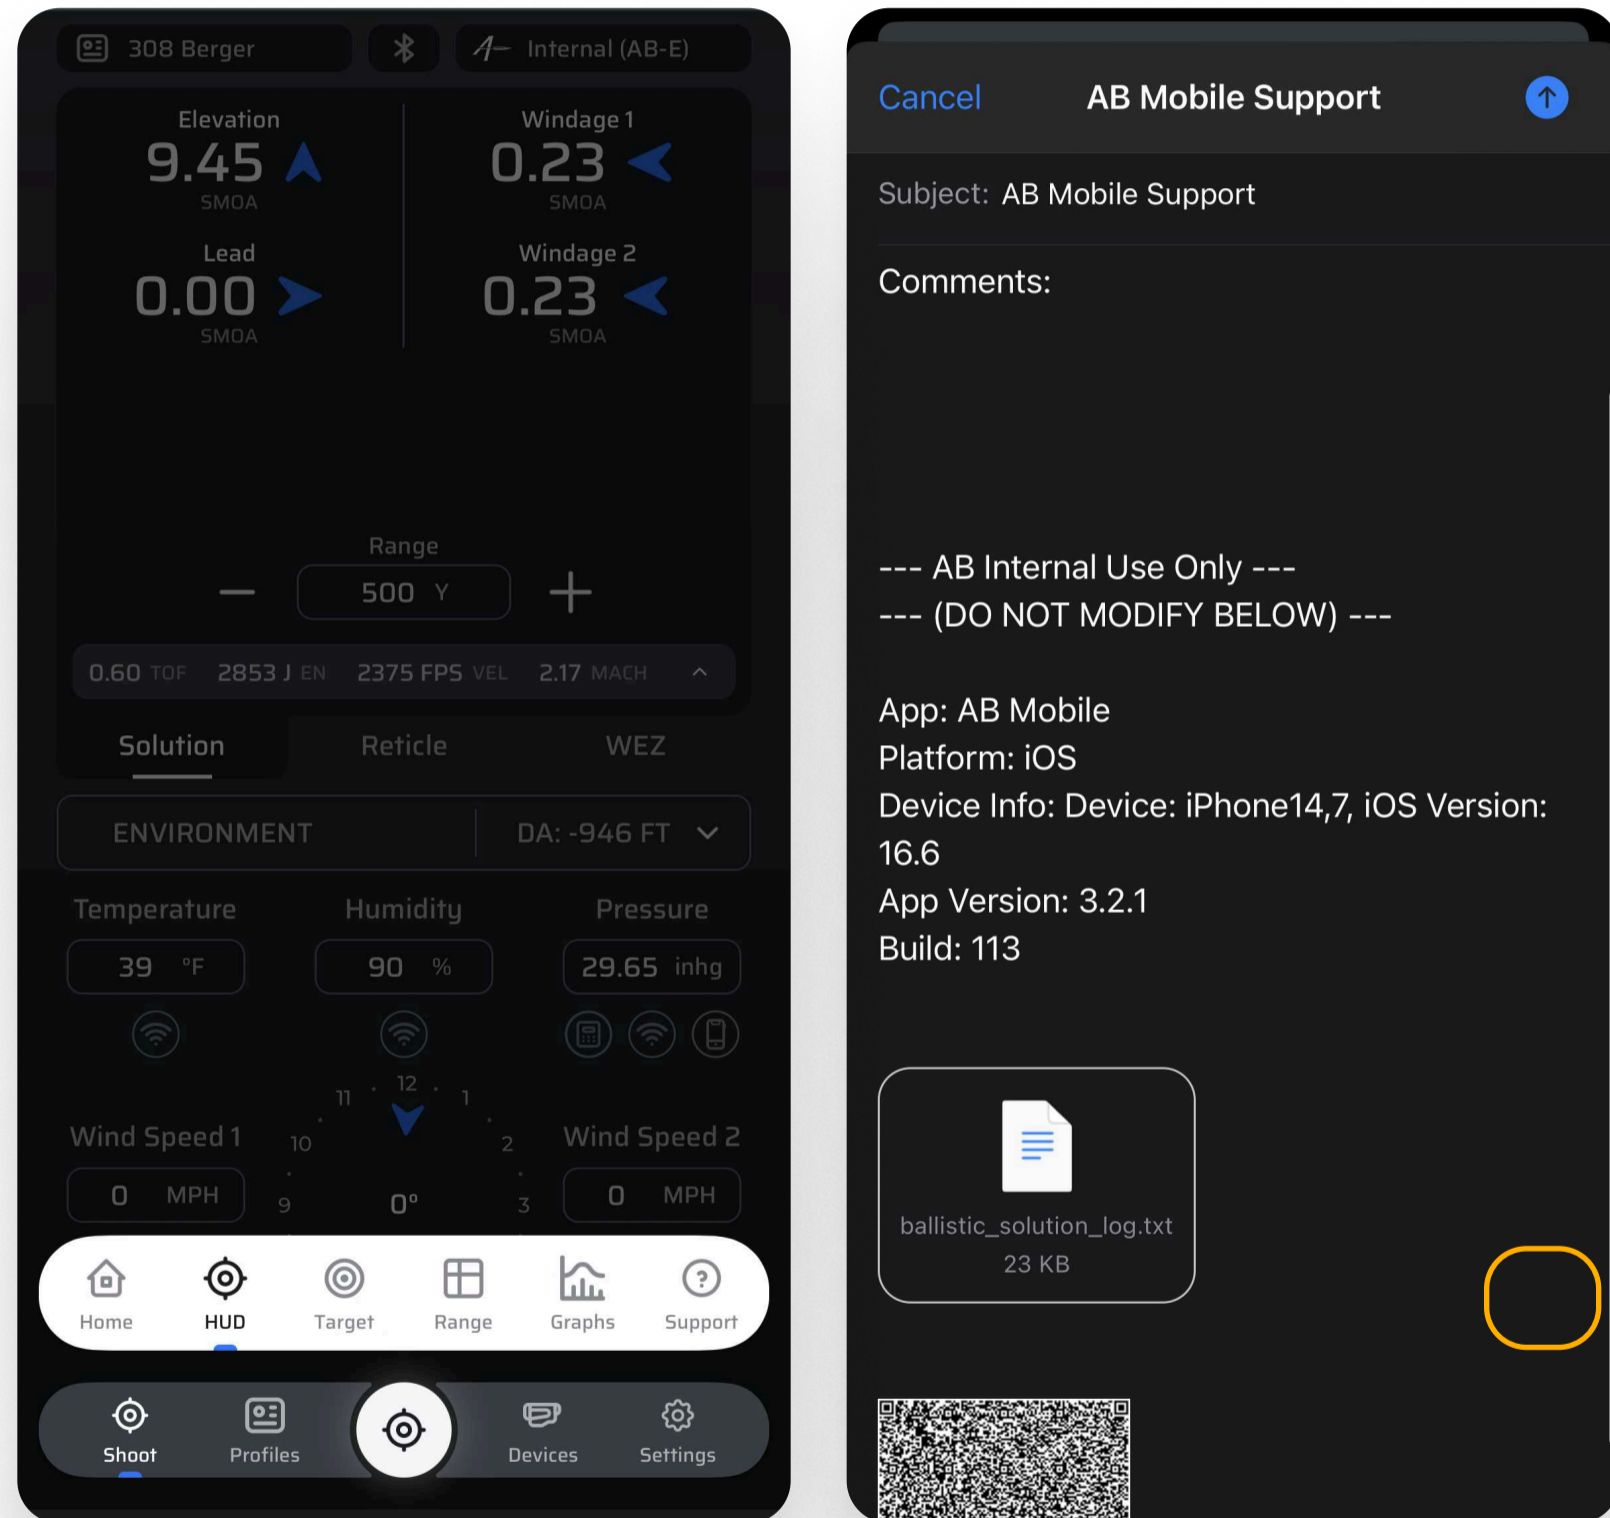 308 Berger
Internal (AB-E)
Elevation
9.45
SMOA
Windage 1
0.23
SMOA
Lead
0.00
SMOA
Windage 2
0.23
SMOA
Range
500 Y
0.60 TOF 2853 J EN 2375 FPS VEL 2.17 MACH
Solution Reticle WEZ
ENVIRONMENT DA: -946 FT
Temperature Humidity Pressure
39 °F 90 % 29.65 inhg
11 12 1
10 2
9 3
0°
Wind Speed 1
0 MPH
Wind Speed 2
0 MPH
Home HUD Target Range Graphs Support
Shoot Profiles Devices Settings
Cancel AB Mobile Support
Subject: AB Mobile Support
Comments:
--- AB Internal Use Only ---
--- (DO NOT MODIFY BELOW) ---
App: AB Mobile
Platform: iOS
Device Info: Device: iPhone14,7, iOS Version:
16.6
App Version: 3.2.1
Build: 113
ballistic_solution_log.txt
23 KB